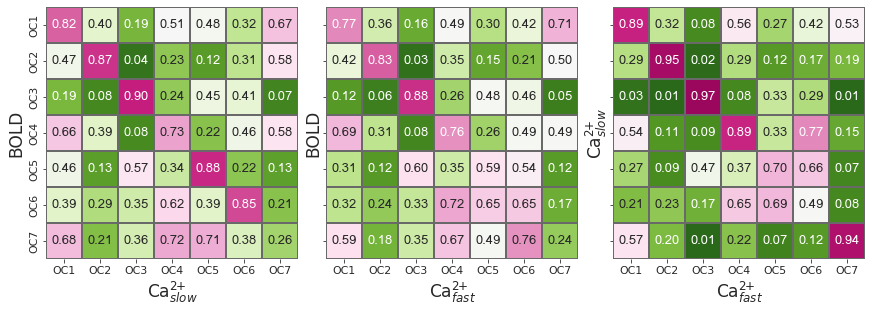 OC1 0.82 0.40 0.19 0.51 0.48 0.32 0.67
OC2 0.47 0.87 0.04 0.23 0.12 0.31 0.58
OC3 0.19 0.08 0.90 0.24 0.45 0.41 0.07
OC4 0.66 0.39 0.08 0.73 0.22 0.46 0.58
OC5 0.46 0.13 0.57 0.34 0.88 0.22 0.13
OC6 0.39 0.29 0.35 0.62 0.39 0.85 0.21
OC7 0.68 0.21 0.36 0.72 0.71 0.38 0.26
OC1 OC2 OC3 OC4 OC5 OC6 OC7
BOLD
Ca²⁺slow
0.77 0.36 0.16 0.49 0.30 0.42 0.71
0.42 0.83 0.03 0.35 0.15 0.21 0.50
0.12 0.06 0.88 0.26 0.48 0.46 0.05
0.69 0.31 0.08 0.76 0.26 0.49 0.49
0.31 0.12 0.60 0.35 0.59 0.54 0.12
0.32 0.24 0.33 0.72 0.65 0.65 0.17
0.59 0.18 0.35 0.67 0.49 0.76 0.24
OC1 OC2 OC3 OC4 OC5 OC6 OC7
BOLD
Ca²⁺fast
0.89 0.32 0.08 0.56 0.27 0.42 0.53
0.29 0.95 0.02 0.29 0.12 0.17 0.19
0.03 0.01 0.97 0.08 0.33 0.29 0.01
0.54 0.11 0.09 0.89 0.33 0.77 0.15
0.27 0.09 0.47 0.37 0.70 0.66 0.07
0.21 0.23 0.17 0.65 0.69 0.49 0.08
0.57 0.20 0.01 0.22 0.07 0.12 0.94
OC1 OC2 OC3 OC4 OC5 OC6 OC7
Ca²⁺slow
Ca²⁺fast